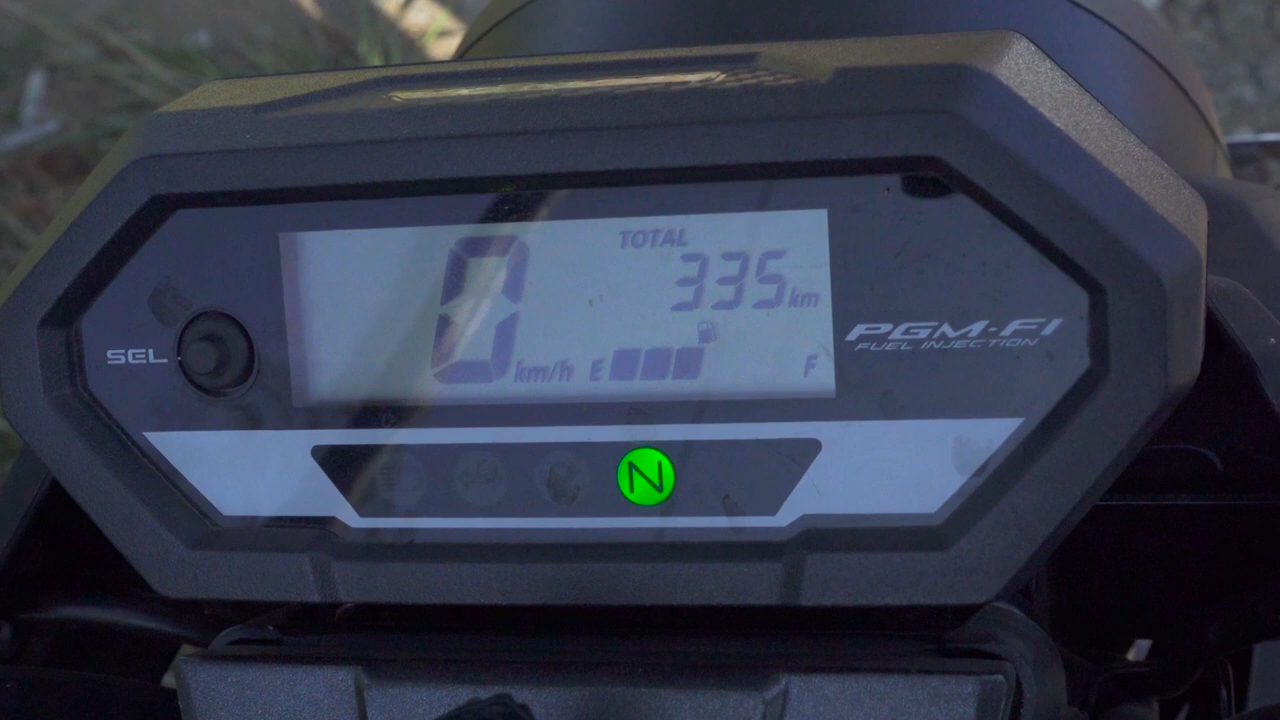 TOTAL
0 km/h
335 km
E F
SEL
PGM-FI
FUEL INJECTION
N